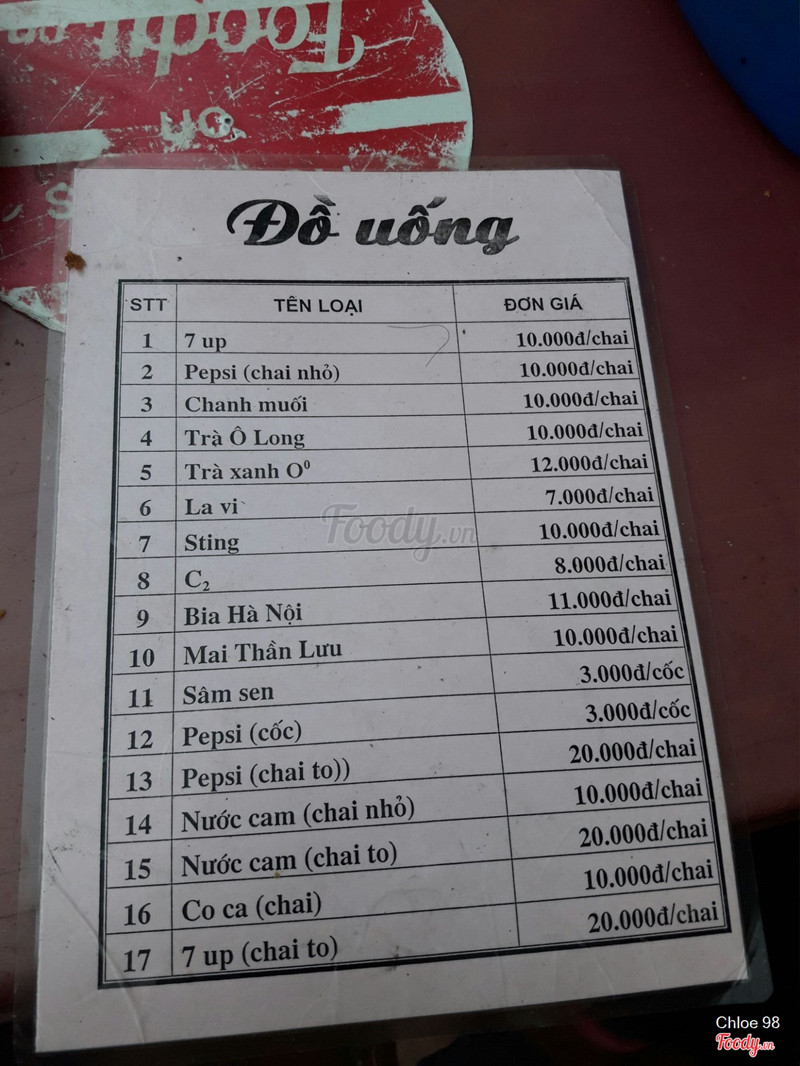 Foody.vn
ON
Đồ uống
STT TÊN LOẠI ĐƠN GIÁ
1 7 up 10.000đ/chai
2 Pepsi (chai nhỏ) 10.000đ/chai
3 Chanh muối 10.000đ/chai
4 Trà Ô Long 10.000đ/chai
5 Trà xanh O⁰ 12.000đ/chai
6 La vi 7.000đ/chai
7 Sting 10.000đ/chai
8 C₂ 8.000đ/chai
9 Bia Hà Nội 11.000đ/chai
10 Mai Thần Lưu 10.000đ/chai
11 Sâm sen 3.000đ/cốc
12 Pepsi (cốc) 3.000đ/cốc
13 Pepsi (chai to)) 20.000đ/chai
14 Nước cam (chai nhỏ) 10.000đ/chai
15 Nước cam (chai to) 20.000đ/chai
16 Co ca (chai) 10.000đ/chai
17 7 up (chai to) 20.000đ/chai
Foody.vn
Chloe 98
Foody.vn